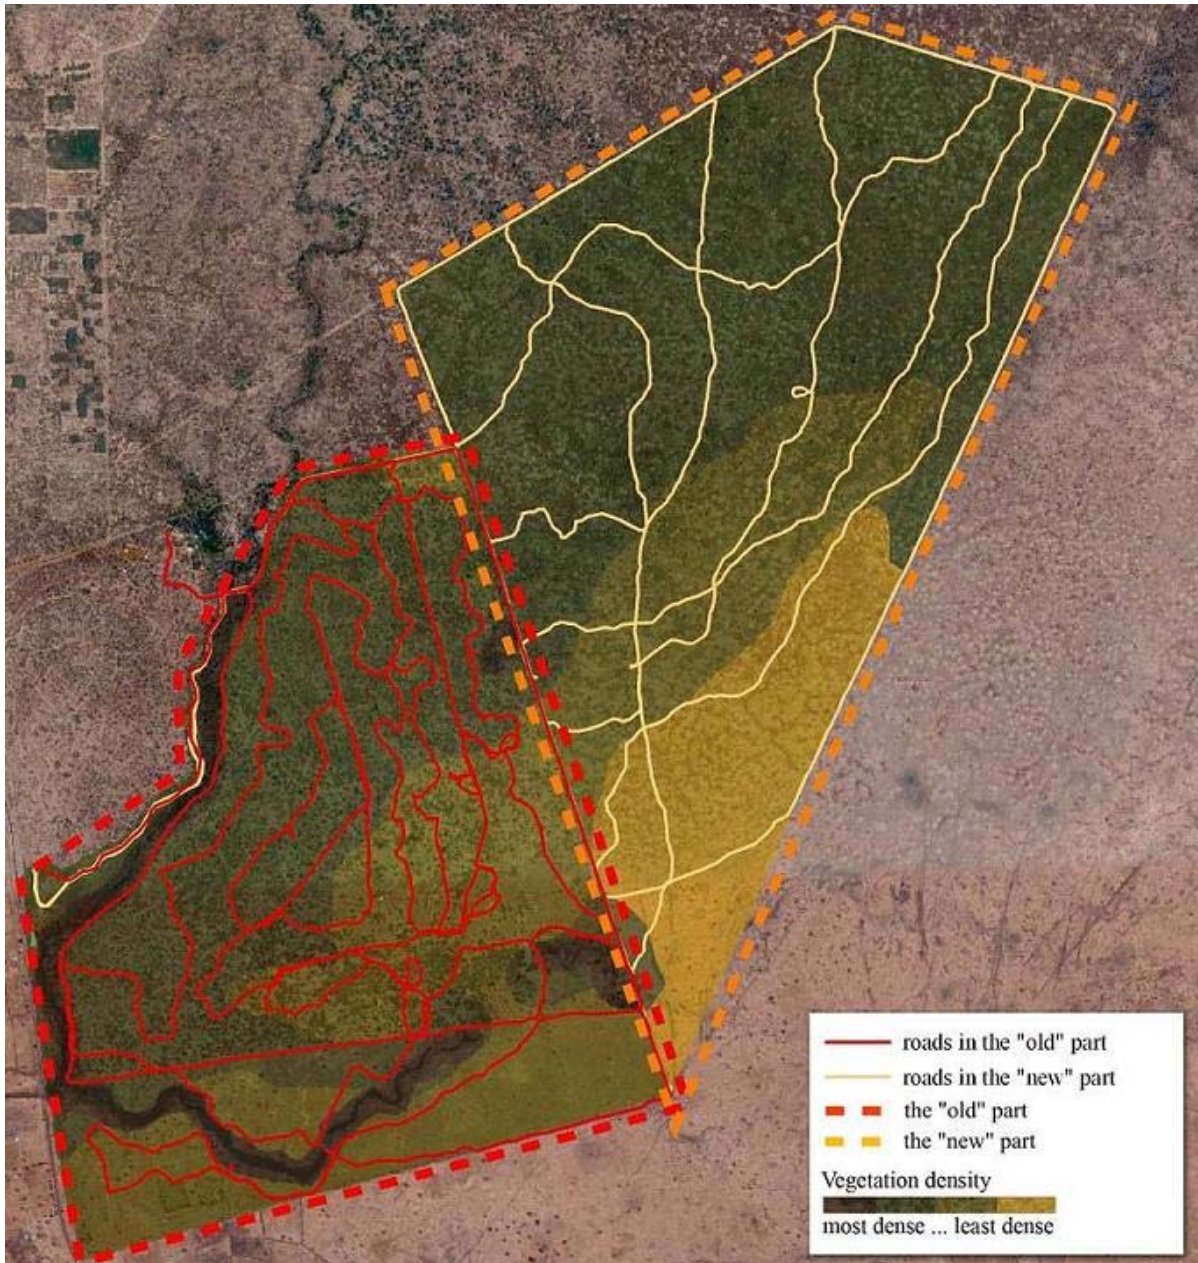 roads in the "old" part
roads in the "new" part
the "old" part
the "new" part
Vegetation density
most dense ... least dense